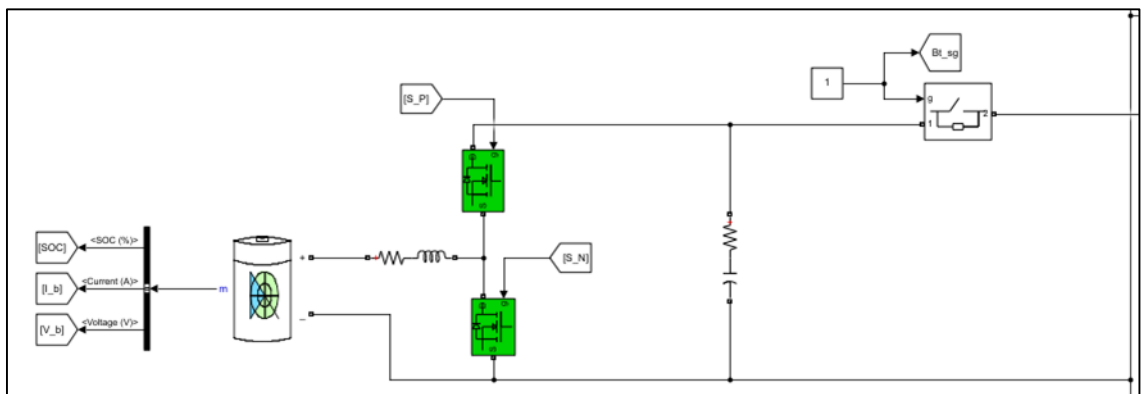 Bt_sg
1
g
1
2
[S_P]
g
S
<SOC (%)>
[SOC]
+
[S_N]
<Current (A)>
[I_b]
m
g
<Voltage (V)>
[V_b]
_
S